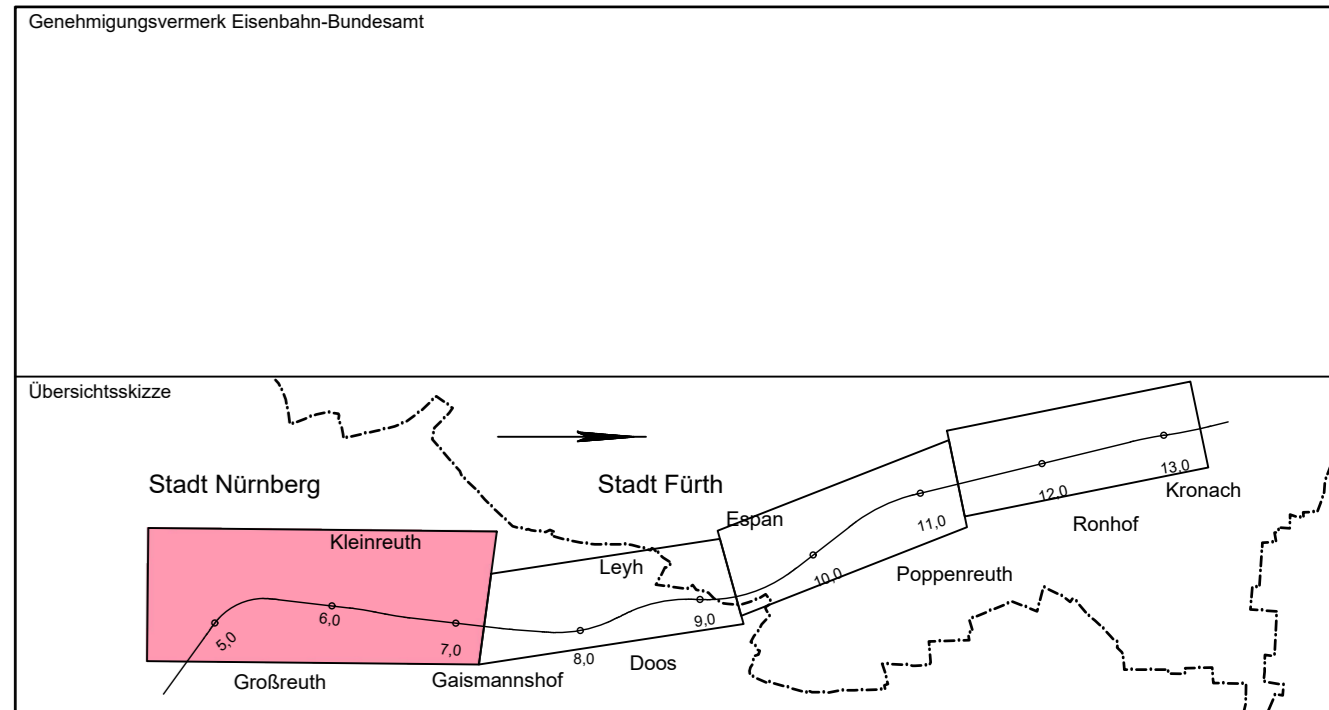 Genehmigungsvermerk Eisenbahn-Bundesamt
Übersichtsskizze
Stadt Nürnberg
Stadt Fürth
Kleinreuth
Leyh
Espan
Kronach
Ronhof
Poppenreuth
Großreuth
Gaismannshof
Doos
5,0
6,0
7,0
8,0
9,0
10,0
11,0
12,0
13,0